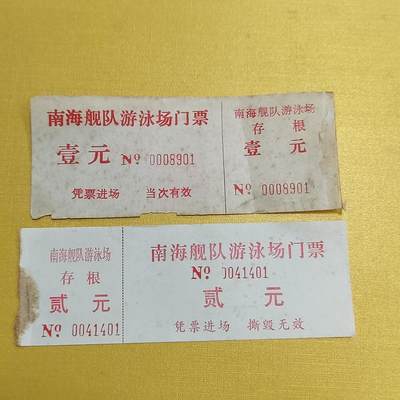 南海舰队游泳场门票
壹元 No 0008901
凭票进场 当次有效
南海舰队游泳场
存根
壹元
No 0008901
南海舰队游泳场
存根
贰元
No 0041401
南海舰队游泳场门票
No 0041401
贰元
凭票进场 撕毁无效